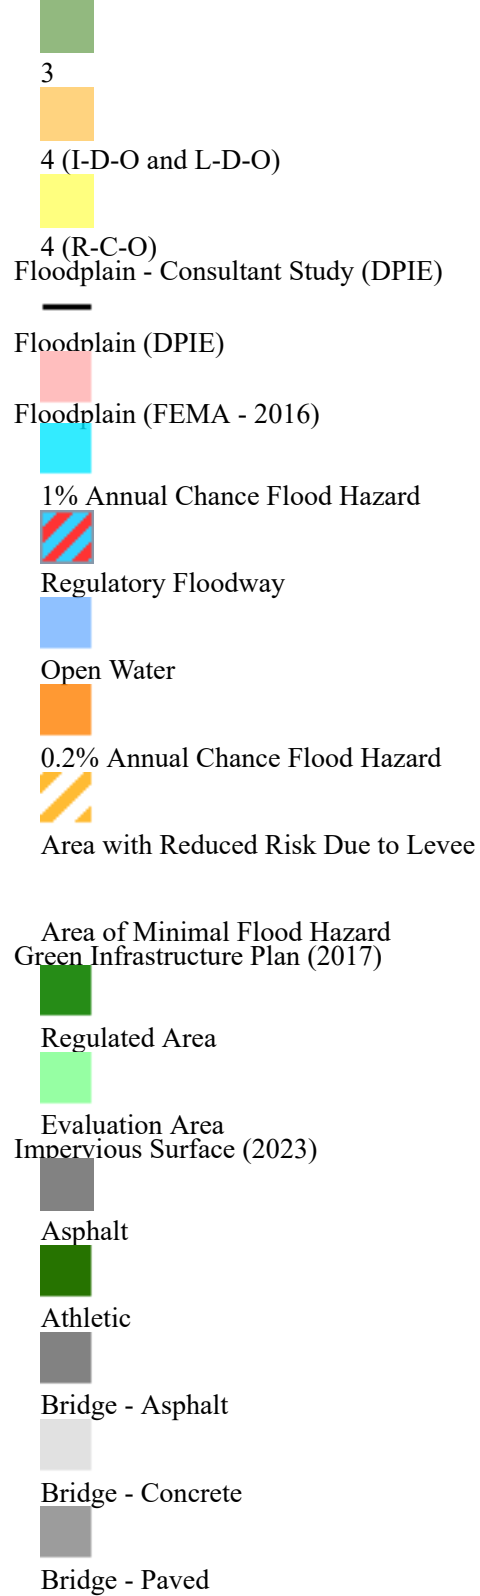 3
4 (I-D-O and L-D-O)
4 (R-C-O)
Floodplain - Consultant Study (DPIE)
Floodplain (DPIE)
Floodplain (FEMA - 2016)
1% Annual Chance Flood Hazard
Regulatory Floodway
Open Water
0.2% Annual Chance Flood Hazard
Area with Reduced Risk Due to Levee
Area of Minimal Flood Hazard
Green Infrastructure Plan (2017)
Regulated Area
Evaluation Area
Impervious Surface (2023)
Asphalt
Athletic
Bridge - Asphalt
Bridge - Concrete
Bridge - Paved